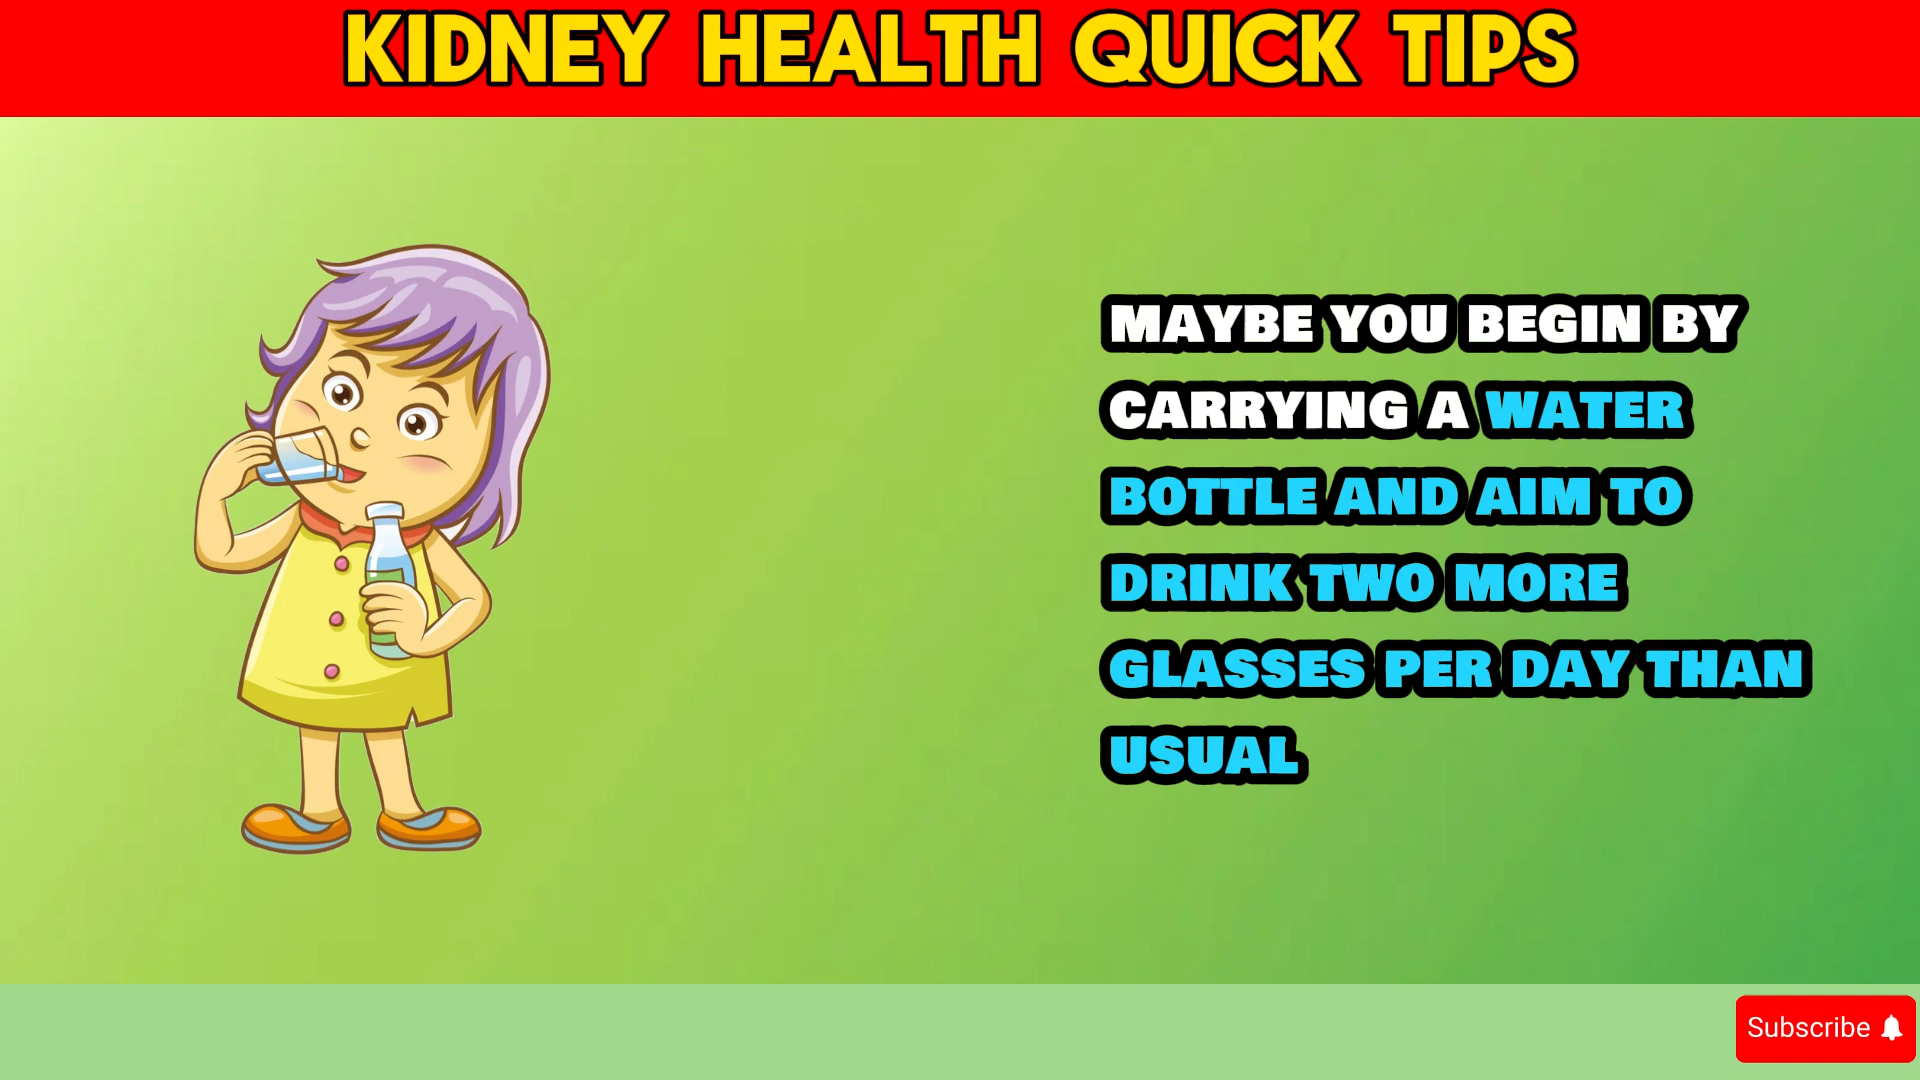 KIDNEY HEALTH QUICK TIPS
MAYBE YOU BEGIN BY
CARRYING A WATER
BOTTLE AND AIM TO
DRINK TWO MORE
GLASSES PER DAY THAN
USUAL
Subscribe